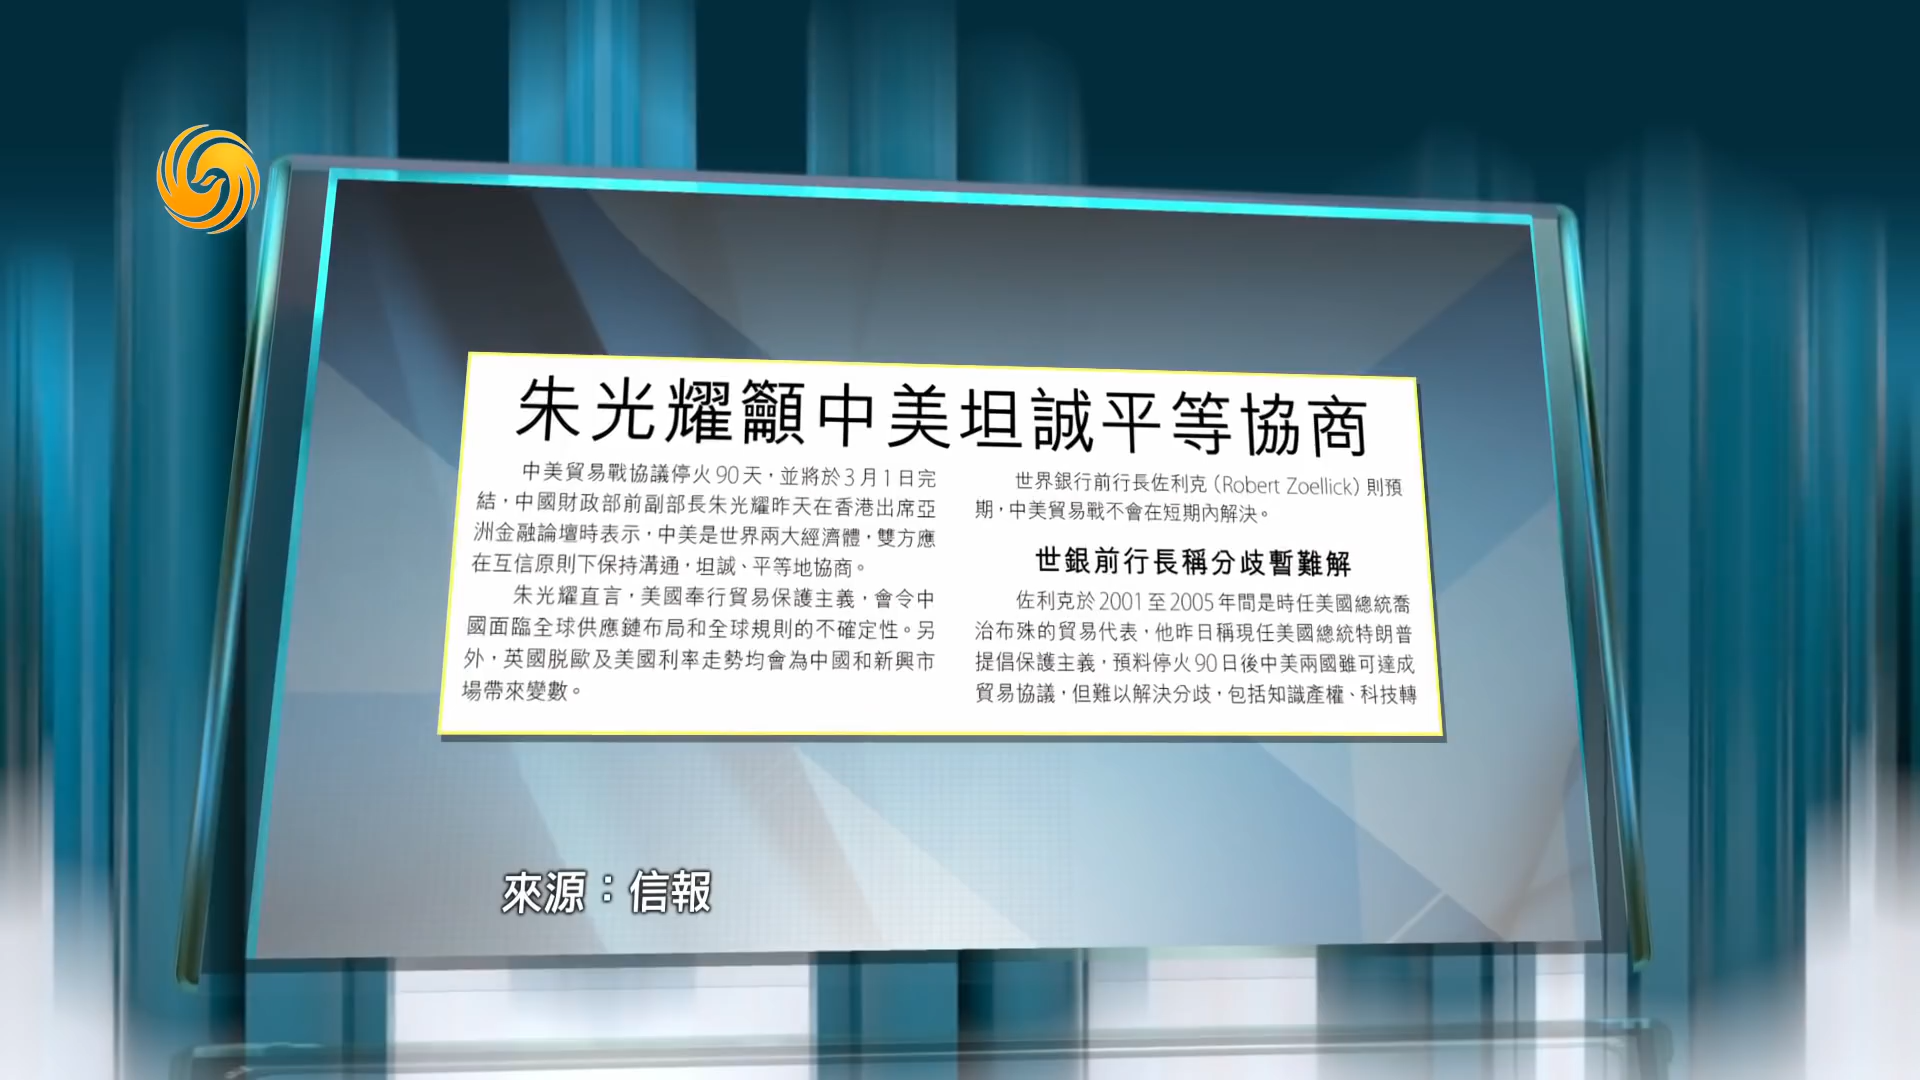 朱光耀籲中美坦誠平等協商
中美貿易戰協議停火90天，並將於3月1日完
結，中國財政部前副部長朱光耀昨天在香港出席亞
洲金融論壇時表示，中美是世界兩大經濟體，雙方應
在互信原則下保持溝通，坦誠、平等地協商。
朱光耀直言，美國奉行貿易保護主義，會令中
國面臨全球供應鏈布局和全球規則的不確定性。另
外，英國脱歐及美國利率走勢均會為中國和新興市
場帶來變數。
世界銀行前行長佐利克（Robert Zoellick）則預
期，中美貿易戰不會在短期內解決。
世銀前行長稱分歧暫難解
佐利克於2001至2005年間是時任美國總統喬
治布殊的貿易代表，他昨日稱現任美國總統特朗普
提倡保護主義，預料停火90日後中美兩國雖可達成
貿易協議，但難以解決分歧，包括知識產權、科技轉
來源：信報